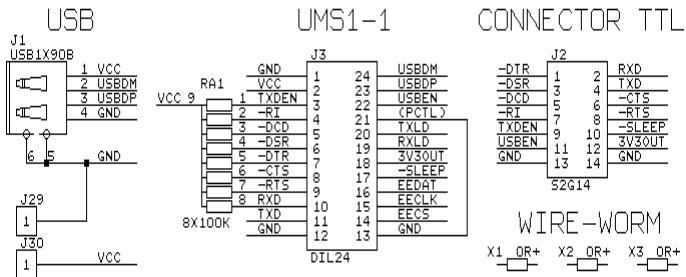 USB
UMS1-1
CONNECTOR TTL
J1
USB1X90B
1 VCC
2 USBDM
3 USBDP
4 GND
6 5 GND
J29
1
J30
1 VCC
RA1
VCC 9
1 TXDEN
2 -RI
3 -DCD
4 -DSR
5 -DTR
6 -CTS
7 -RTS
8 RXD
TXD
GND
8X100K
J3
GND 1 24 USBDM
VCC 2 23 USBDP
3 22 USBEN
4 21 (PCTL)
5 20 TXLD
6 19 RXLD
7 18 3V3OUT
8 17 -SLEEP
9 16 EEDAT
10 15 EECLK
11 14 EECS
12 13 GND
DIL24
J2
-DTR 1 2 RXD
-DSR 3 4 TXD
-DCD 5 6 -CTS
-RI 7 8 -RTS
TXDEN 9 10 -SLEEP
USBEN 11 12 3V3OUT
GND 13 14 GND
S2G14
WIRE-WORM
X1 0R+ X2 0R+ X3 0R+